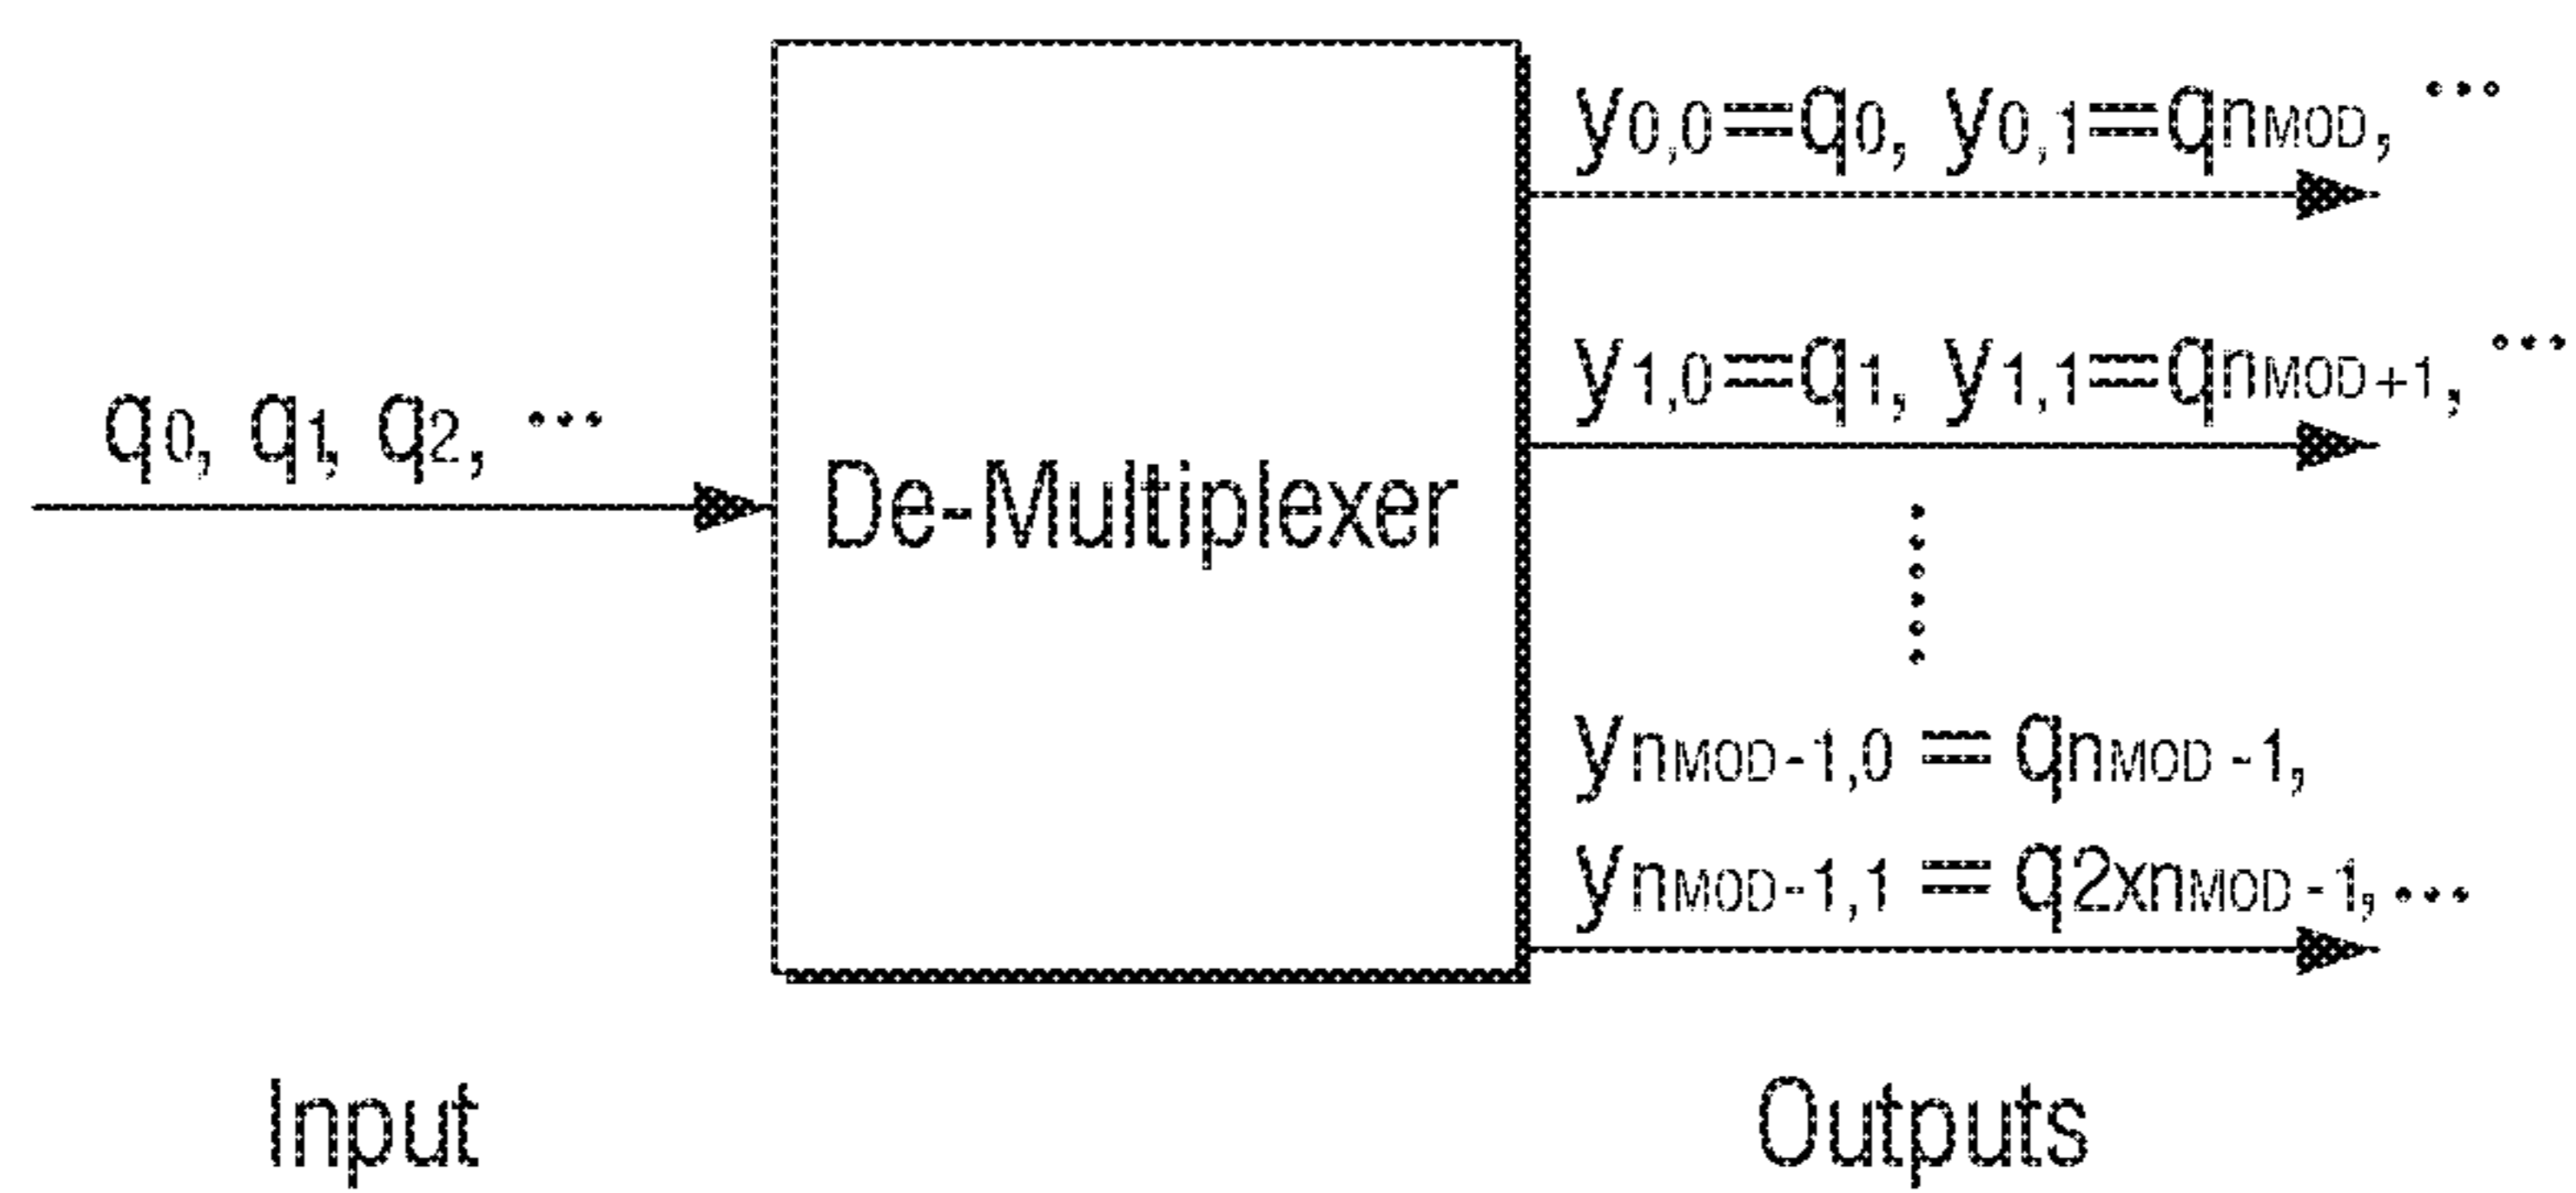 y0,0=q0, y0,1=qnMOD, ...
y1,0=q1, y1,1=qnMOD+1, ...
q0, q1, q2, ...
De-Multiplexer
ynMOD-1,0 = qnMOD-1,
ynMOD-1,1 = q2xnMOD-1, ...
Input
Outputs